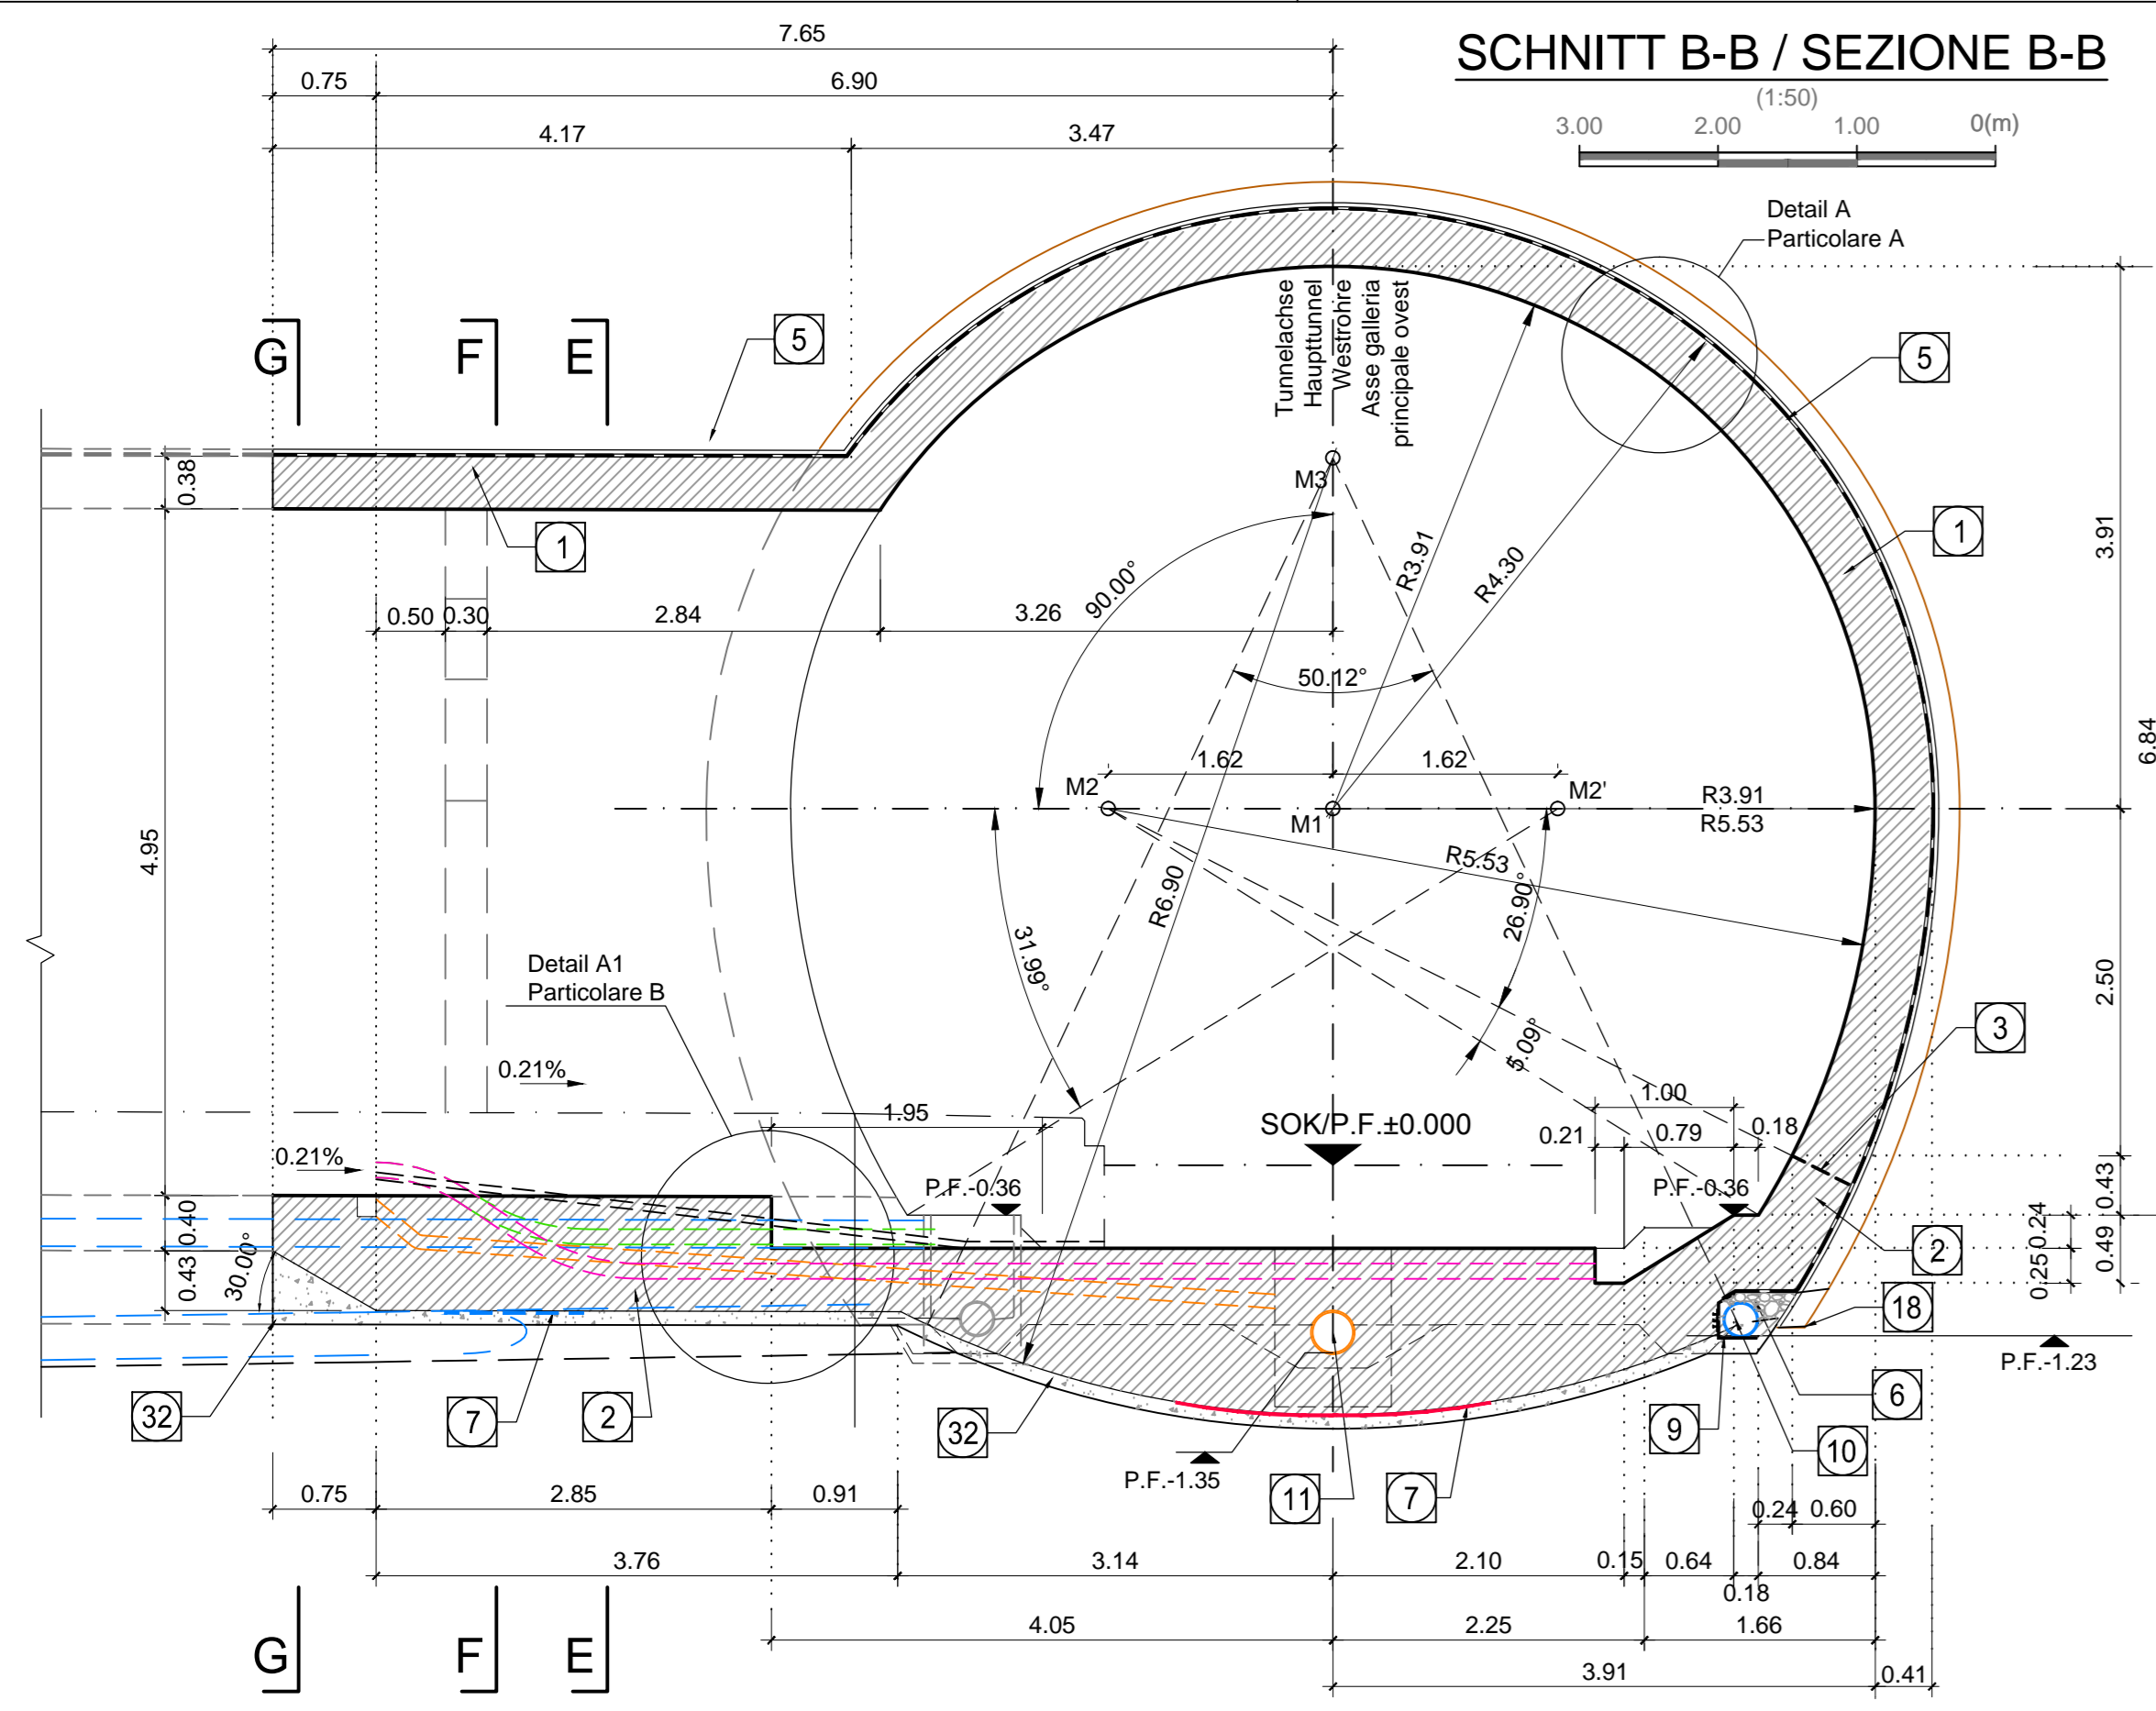 7.65
SCHNITT B-B / SEZIONE B-B
0.75
6.90
(1:50)
4.17
3.47
3.00
2.00
1.00
0(m)
Detail A
Particolare A
Tunnelachse
Haupttunnel
Westrohre
Asse galleria
principale ovest
G
F
E
5
5
0.38
M3
1
1
R3.91
R4.30
3.91
90.00°
0.50
0.30
2.84
3.26
50.12°
6.84
1.62
1.62
M2
M2'
M1
R3.91
R5.53
4.95
R5.53
R6.90
26.90°
31.99°
2.50
Detail A1
Particolare B
5.09°
3
0.21%
1.95
1.00
SOK/P.F.±0.000
0.21
0.79
0.18
0.21%
P.F.-0.36
P.F.-0.36
0.43
0.40
0.24
0.49
0.25
2
0.43
30.00°
18
P.F.-1.23
32
7
2
32
6
9
10
P.F.-1.35
11
7
0.75
2.85
0.91
0.24
0.60
3.76
3.14
2.10
0.15
0.64
0.84
0.18
4.05
2.25
1.66
G
F
E
3.91
0.41